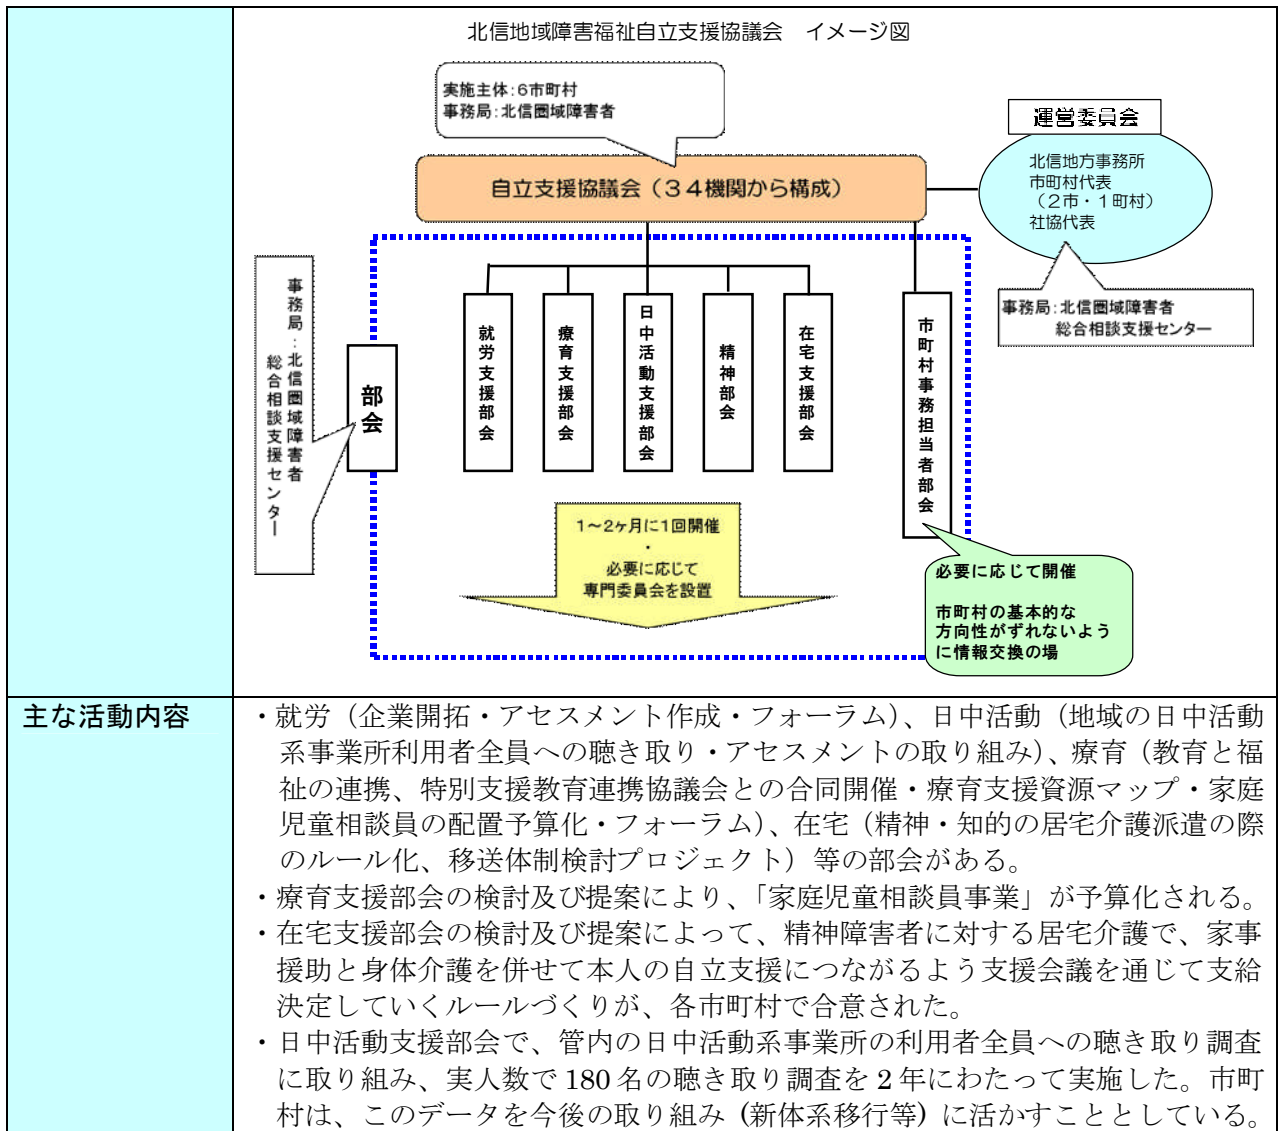 北信地域障害福祉自立支援協議会　イメージ図
実施主体:6市町村
事務局:北信圏域障害者
運営委員会
北信地方事務所
市町村代表
（2市・1町村）
社協代表
自立支援協議会（34機関から構成）
事務局:北信圏域障害者
総合相談支援センター
事務局:北信圏域障害者
総合相談支援センター
部会
就労支援部会
療育支援部会
日中活動支援部会
精神部会
在宅支援部会
市町村事務担当者部会
1～2ヶ月に1回開催
・
必要に応じて
専門委員会を設置
必要に応じて開催
市町村の基本的な
方向性がずれないよう
に情報交換の場
主な活動内容
・就労（企業開拓・アセスメント作成・フォーラム）、日中活動（地域の日中活動
系事業所利用者全員への聴き取り・アセスメントの取り組み）、療育（教育と福
祉の連携、特別支援教育連携協議会との合同開催・療育支援資源マップ・家庭
児童相談員の配置予算化・フォーラム）、在宅（精神・知的の居宅介護派遣の際
のルール化、移送体制検討プロジェクト）等の部会がある。
・療育支援部会の検討及び提案により、「家庭児童相談員事業」が予算化される。
・在宅支援部会の検討及び提案によって、精神障害者に対する居宅介護で、家事
援助と身体介護を併せて本人の自立支援につながるよう支援会議を通じて支給
決定していくルールづくりが、各市町村で合意された。
・日中活動支援部会で、管内の日中活動系事業所の利用者全員への聴き取り調査
に取り組み、実人数で 180 名の聴き取り調査を 2 年にわたって実施した。市町
村は、このデータを今後の取り組み (新体系移行等) に活かすこととしている。